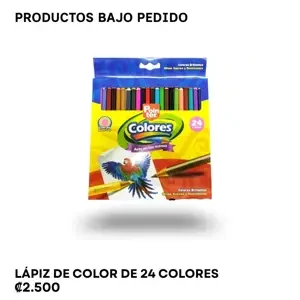 PRODUCTOS BAJO PEDIDO
Colores
24
LÁPIZ DE COLOR DE 24 COLORES
₡2.500